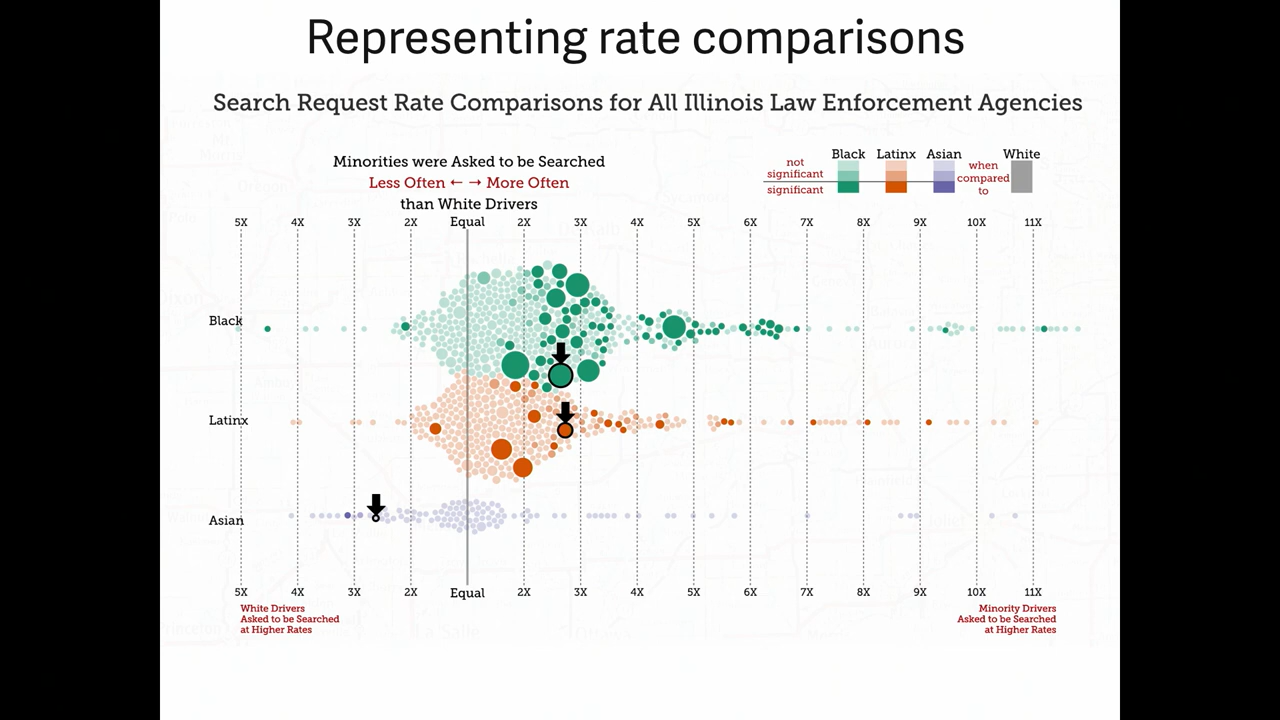 Representing rate comparisons
Search Request Rate Comparisons for All Illinois Law Enforcement Agencies
Minorities were Asked to be Searched
Less Often ← → More Often
than White Drivers
Black Latinx Asian White
not significant
significant
when compared to
5X 4X 3X 2X Equal 2X 3X 4X 5X 6X 7X 8X 9X 10X 11X
Black
Latinx
Asian
5X 4X 3X 2X Equal 2X 3X 4X 5X 6X 7X 8X 9X 10X 11X
White Drivers
Asked to be Searched
at Higher Rates
Minority Drivers
Asked to be Searched
at Higher Rates